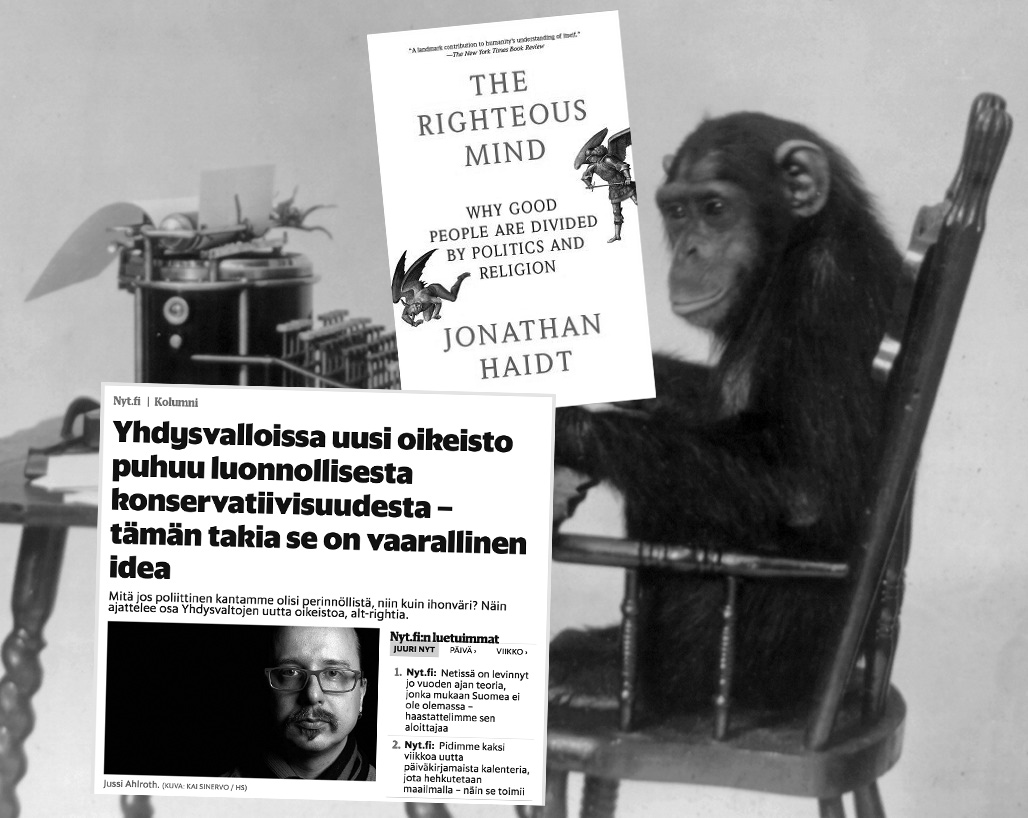 "A landmark contribution to humanity's understanding of itself."
—The New York Times Book Review
THE
RIGHTEOUS
MIND
WHY GOOD
PEOPLE ARE DIVIDED
BY POLITICS AND
RELIGION
JONATHAN
HAIDT
Nyt.fi | Kolumni
Yhdysvalloissa uusi oikeisto
puhuu luonnollisesta
konservatiivisuudesta –
tämän takia se on vaarallinen
idea
Mitä jos poliittinen kantamme olisi perinnöllistä, niin kuin ihonväri? Näin
ajattelee osa Yhdysvaltojen uutta oikeistoa, alt-rightia.
Jussi Ahlroth. (KUVA: KAI SINERVO / HS)
Nyt.fi:n luetuimmat
JUURI NYT PÄIVÄ › VIIKKO ›
1. Nyt.fi: Netissä on levinnyt
jo vuoden ajan teoria,
jonka mukaan Suomea ei
ole olemassa –
haastattelimme sen
aloittajaa
2. Nyt.fi: Pidimme kaksi
viikkoa uutta
päiväkirjamaista kalenteria,
jota hehkutetaan
maailmalla – näin se toimii